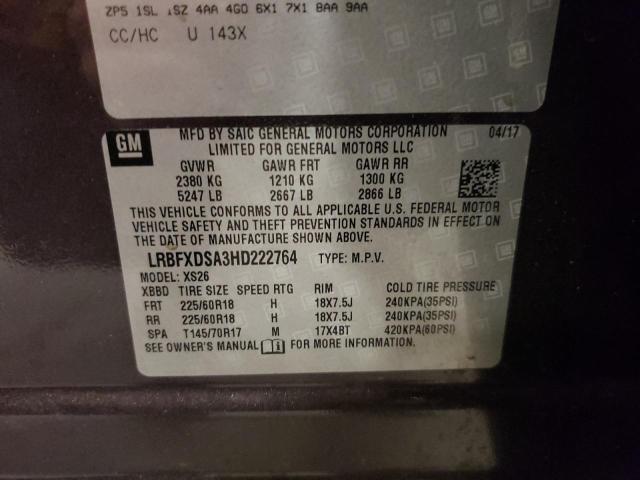 ZP5 1SL 1SZ 4AA 4G0 6X1 7X1 8AA 9AA
CC/HC U 143X
GM
MFD BY SAIC GENERAL MOTORS CORPORATION 04/17
LIMITED FOR GENERAL MOTORS LLC
GVWR GAWR FRT GAWR RR
2380 KG 1210 KG 1300 KG
5247 LB 2667 LB 2866 LB
THIS VEHICLE CONFORMS TO ALL APPLICABLE U.S. FEDERAL MOTOR
VEHICLE SAFETY AND THEFT PREVENTION STANDARDS IN EFFECT ON
THE DATE OF MANUFACTURE SHOWN ABOVE.
LRBFXDSA3HD222764 TYPE: M.P.V.
MODEL: XS26
XBBD TIRE SIZE SPEED RTG RIM COLD TIRE PRESSURE
FRT 225/60R18 H 18X7.5J 240KPA(35PSI)
RR 225/60R18 H 18X7.5J 240KPA(35PSI)
SPA T145/70R17 M 17X4BT 420KPA(60PSI)
SEE OWNER'S MANUAL FOR MORE INFORMATION